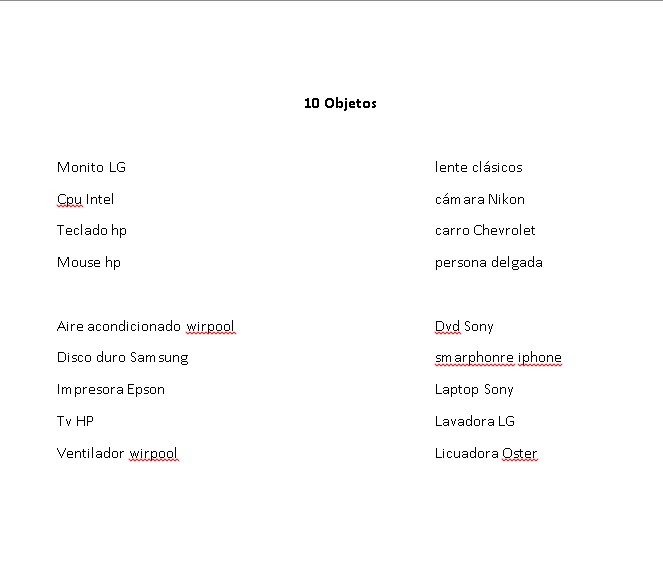 10 Objetos
Monito LG
Cpu Intel
Teclado hp
Mouse hp
Aire acondicionado wirpool
Disco duro Samsung
Impresora Epson
Tv HP
Ventilador wirpool
lente clásicos
cámara Nikon
carro Chevrolet
persona delgada
Dvd Sony
smarphonre iphone
Laptop Sony
Lavadora LG
Licuadora Oster